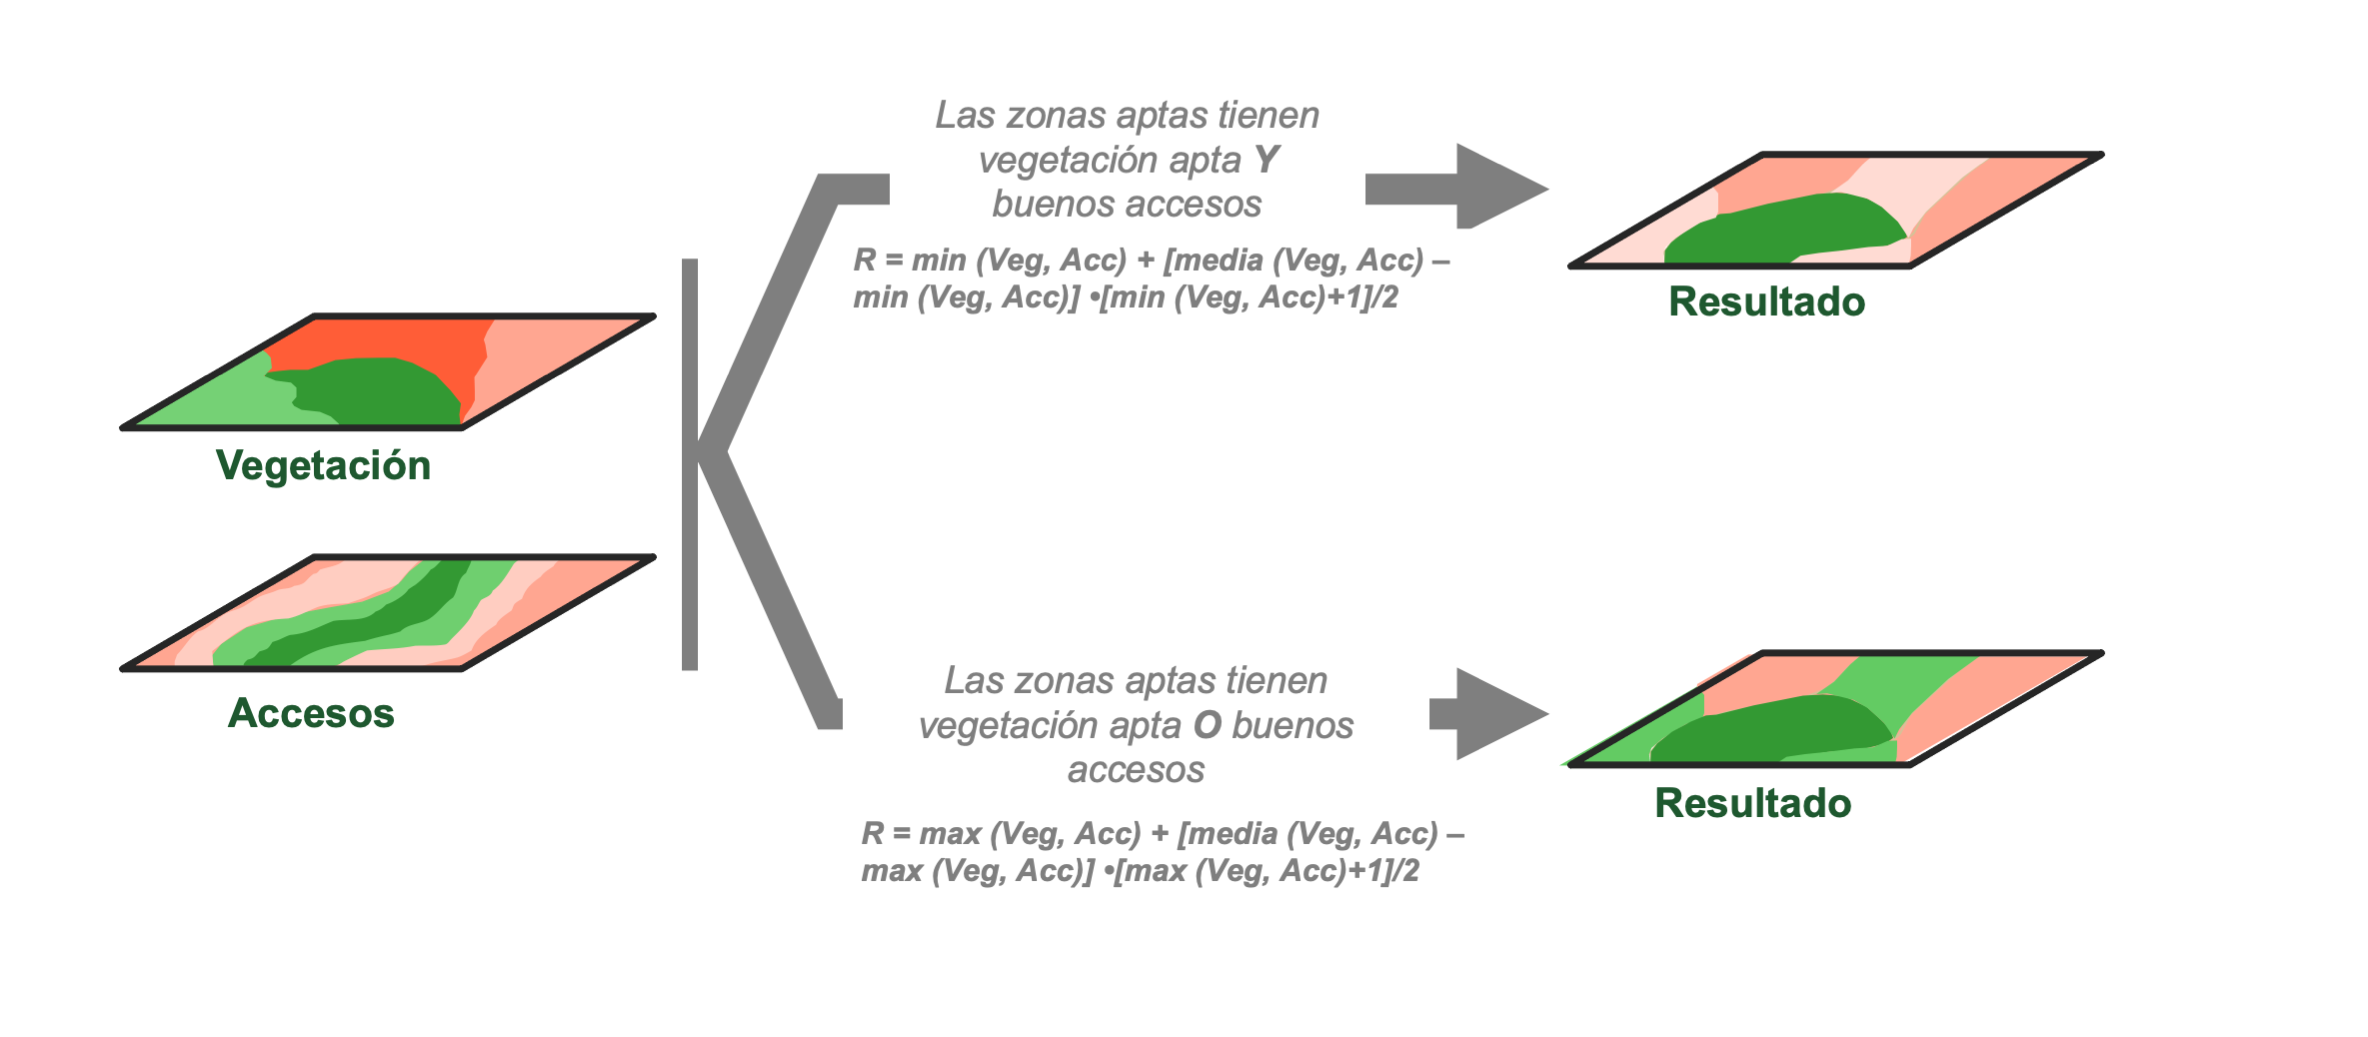 Las zonas aptas tienen
vegetación apta Y
buenos accesos
R = min (Veg, Acc) + [media (Veg, Acc) –
min (Veg, Acc)] •[min (Veg, Acc)+1]/2
Resultado
Vegetación
Accesos
Las zonas aptas tienen
vegetación apta O buenos
accesos
R = max (Veg, Acc) + [media (Veg, Acc) –
max (Veg, Acc)] •[max (Veg, Acc)+1]/2
Resultado